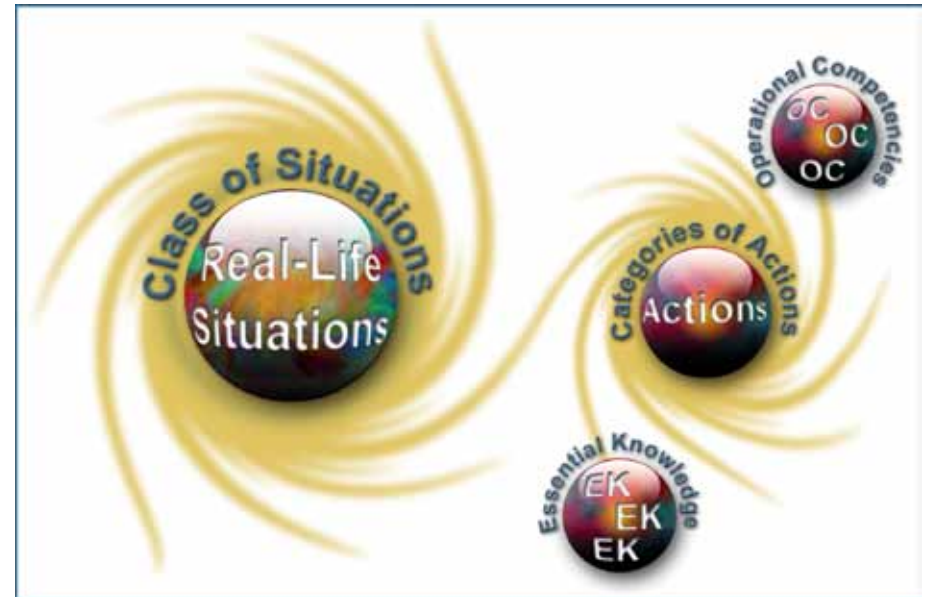 Class of Situations
Real-Life
Situations
Operational Competencies
OC
OC
OC
Categories of Actions
Actions
Essential Knowledge
EK
EK
EK